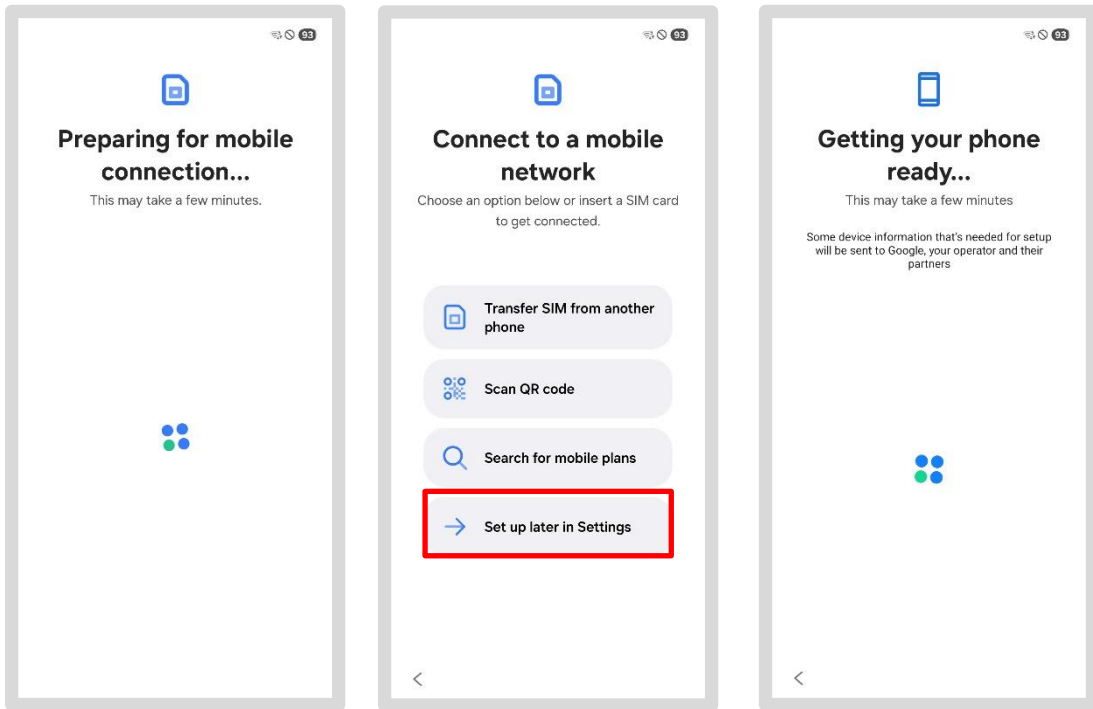 93
Preparing for mobile
connection...
This may take a few minutes.
93
Connect to a mobile
network
Choose an option below or insert a SIM card
to get connected.
Transfer SIM from another
phone
Scan QR code
Search for mobile plans
Set up later in Settings
93
Getting your phone
ready...
This may take a few minutes
Some device information that's needed for setup
will be sent to Google, your operator and their
partners